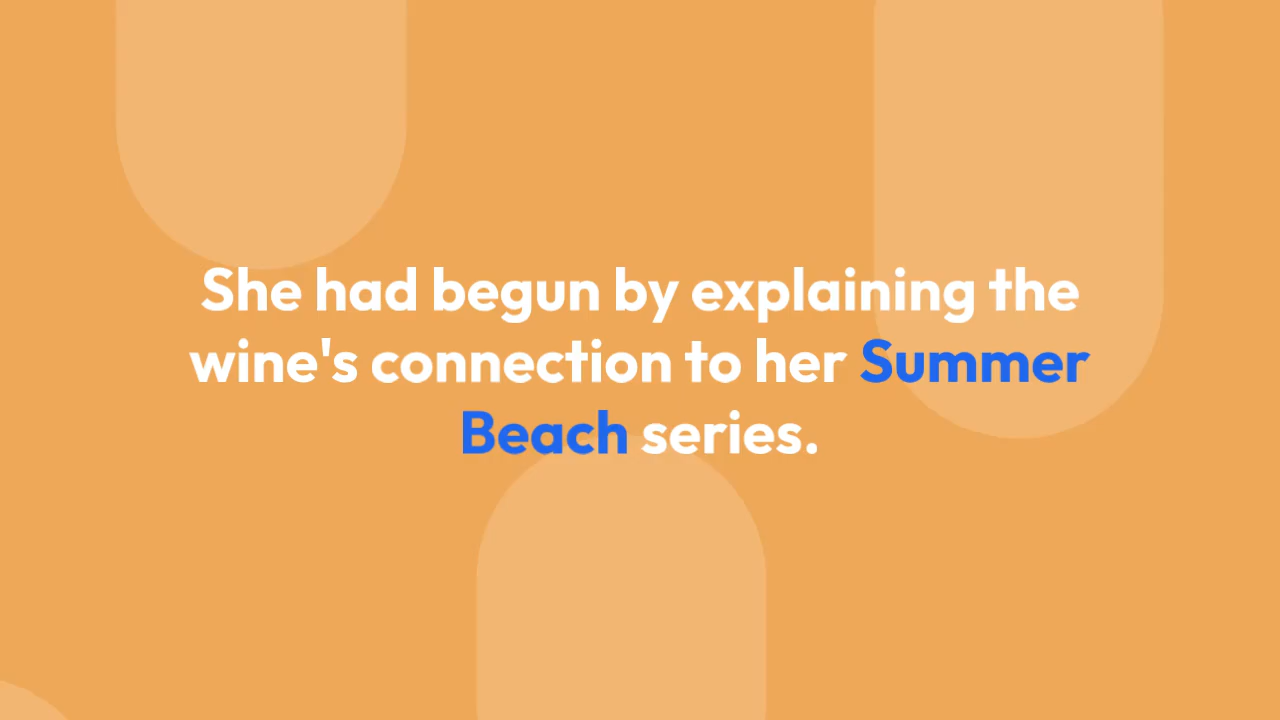 She had begun by explaining the
wine's connection to her Summer
Beach series.